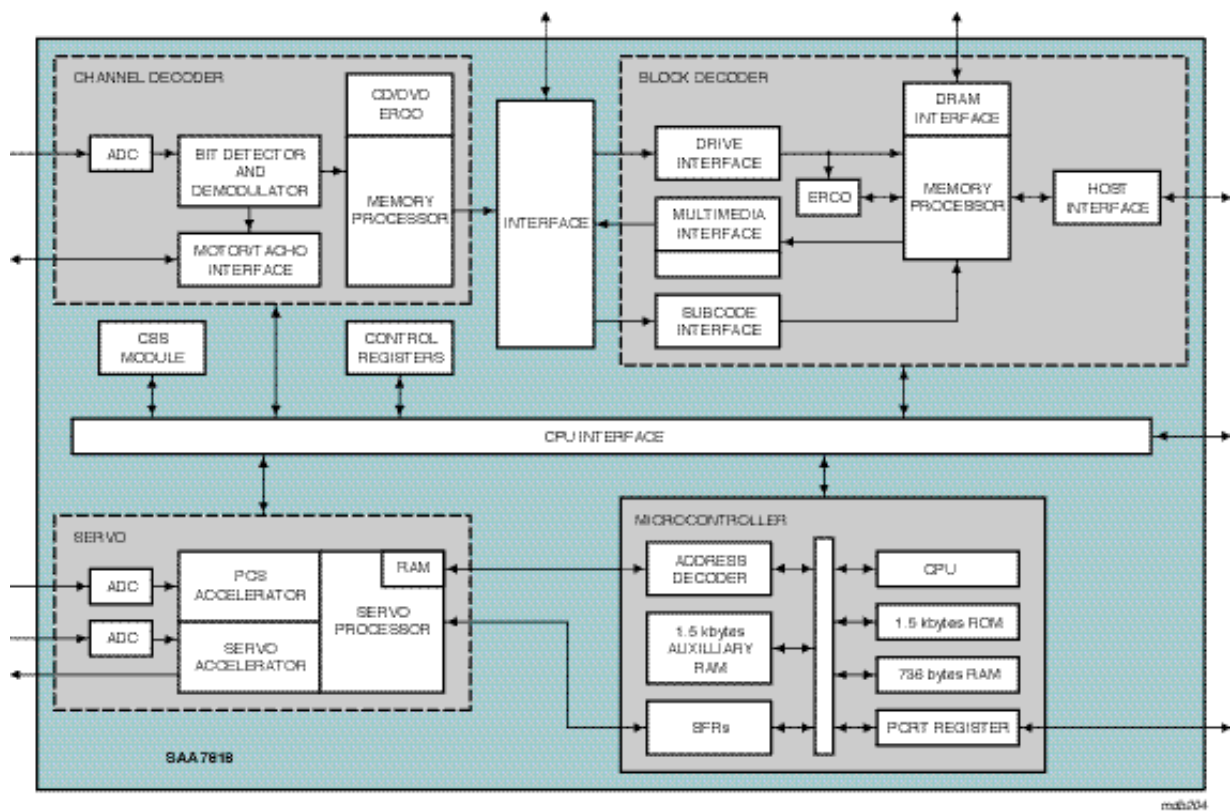 CHANNEL DECODER
CD/DVD
ERCO
ADC
BIT DETECTOR
AND
DEMODULATOR
MEMORY
PROCESSOR
MOTOR/TACHO
INTERFACE
INTERFACE
BLOCK DECODER
DRAM
INTERFACE
DRIVE
INTERFACE
ERCO
MEMORY
PROCESSOR
HOST
INTERFACE
MULTIMEDIA
INTERFACE
SUBCODE
INTERFACE
CSS
MODULE
CONTROL
REGISTERS
CPU INTERFACE
SERVO
ADC
PCS
ACCELERATOR
RAM
ADC
SERVO
ACCELERATOR
SERVO
PROCESSOR
MICROCONTROLLER
ADDRESS
DECODER
CPU
1.5 kbytes
AUXILLIARY
RAM
1.5 kbytes ROM
736 bytes RAM
SFRs
PORT REGISTER
SAA7818
mdb204